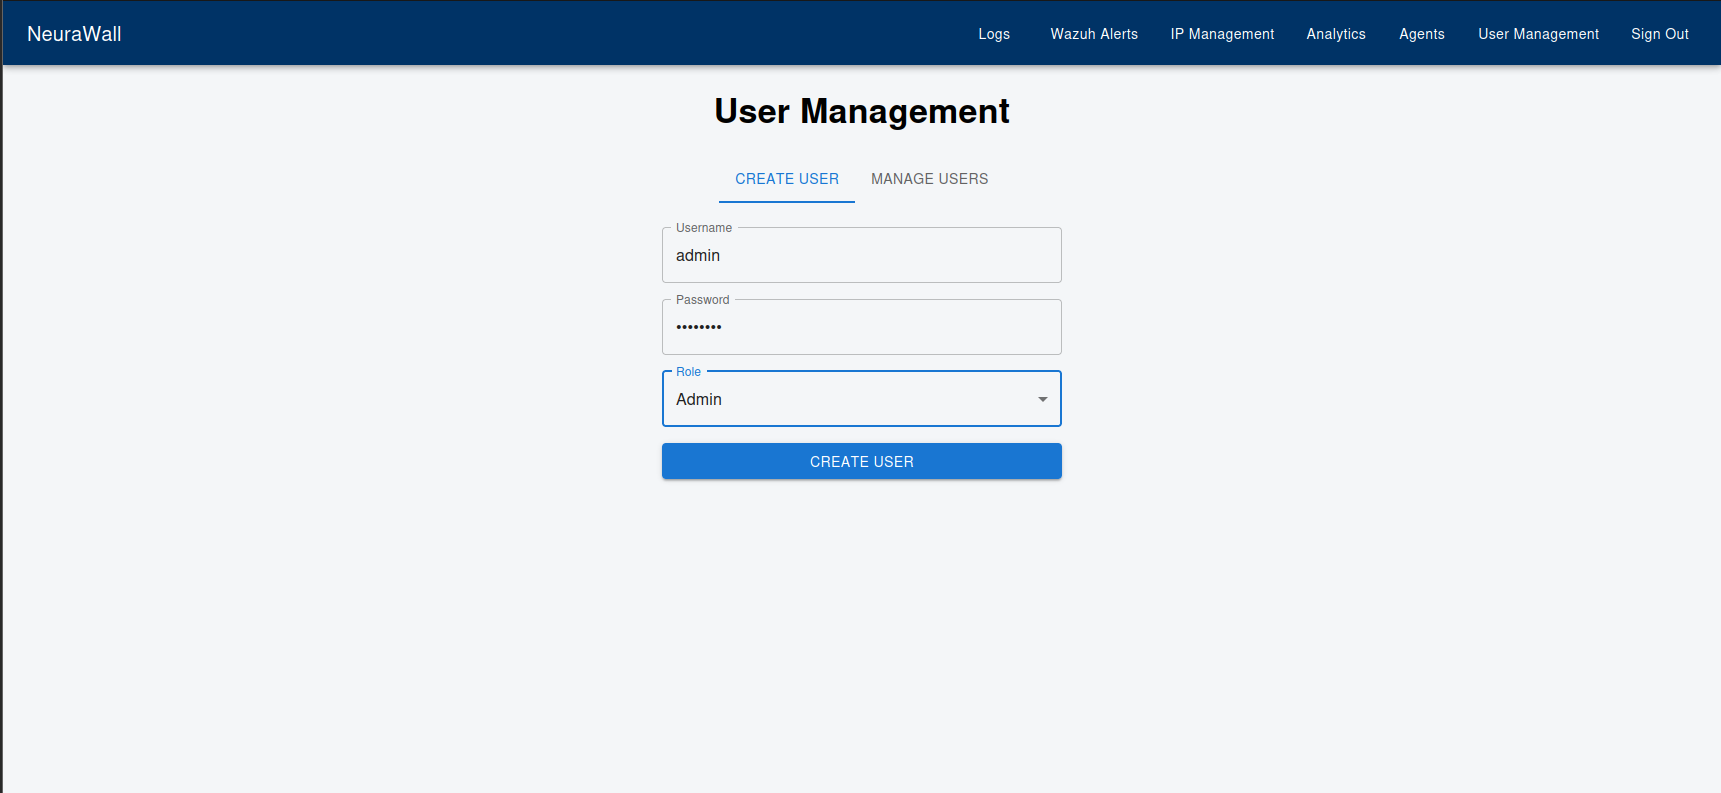 NeuraWall Logs Wazuh Alerts IP Management Analytics Agents User Management Sign Out
User Management
CREATE USER MANAGE USERS
Username
admin
Password
••••••••
Role
Admin
CREATE USER